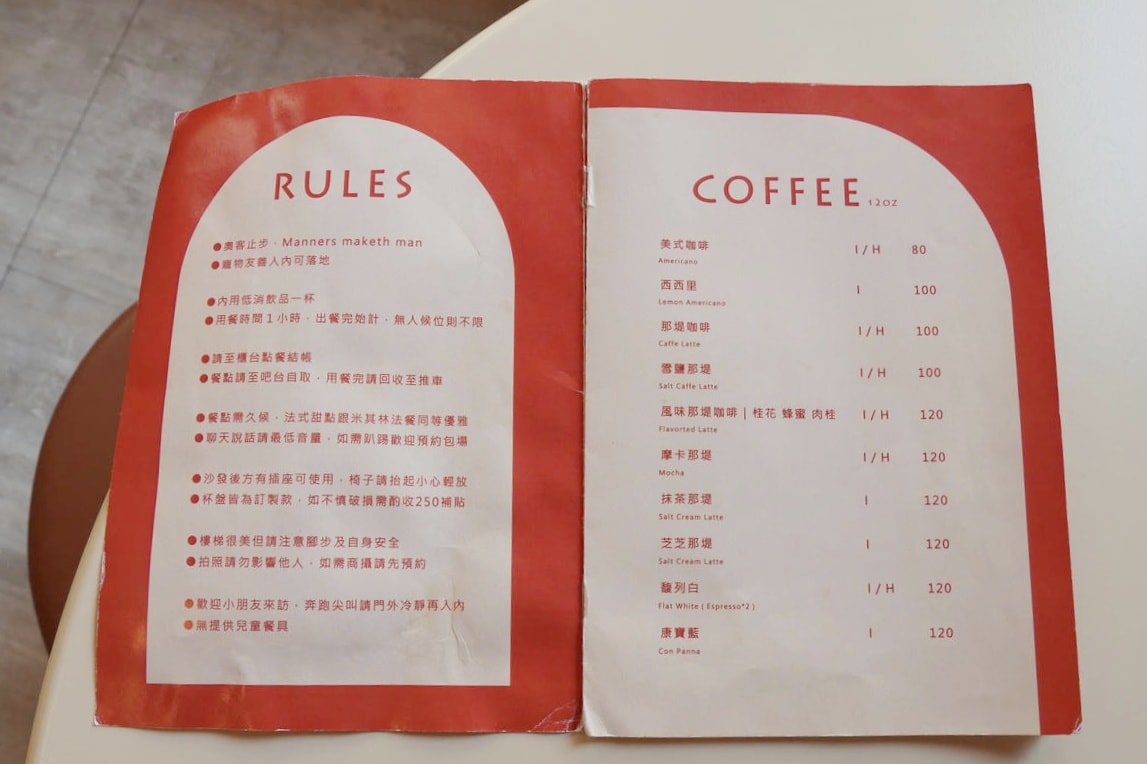 RULES
●奧客止步．Manners maketh man
●寵物友善人內可落地
●內用低消飲品一杯
●用餐時間１小時．出餐完始計．無人候位則不限
●請至櫃台點餐結帳
●餐點請至吧台自取．用餐完請回收至推車
●餐點需久候．法式甜點跟米其林法餐同等優雅
●聊天說話請最低音量．如需趴踢歡迎預約包場
●沙發後方有插座可使用．椅子請抬起小心輕放
●杯盤皆為訂製款．如不慎破損需酌收250補貼
●樓梯很美但請注意腳步及自身安全
●拍照請勿影響他人．如需商攝請先預約
●歡迎小朋友來訪．奔跑尖叫請門外冷靜再入內
●無提供兒童餐具
COFFEE 12OZ
美式咖啡 I / H 80
Americano
西西里 I 100
Lemon Americano
那堤咖啡 I / H 100
Caffe Latte
雪鹽那堤 I / H 100
Salt Caffe Latte
風味那堤咖啡 | 桂花 蜂蜜 肉桂 I / H 120
Flavorted Latte
摩卡那堤 I / H 120
Mocha
抹茶那堤 I 120
Salt Cream Latte
芝芝那堤 I 120
Salt Cream Latte
馥列白 I / H 120
Flat White ( Espresso*2 )
康寶藍 I 120
Con Panna